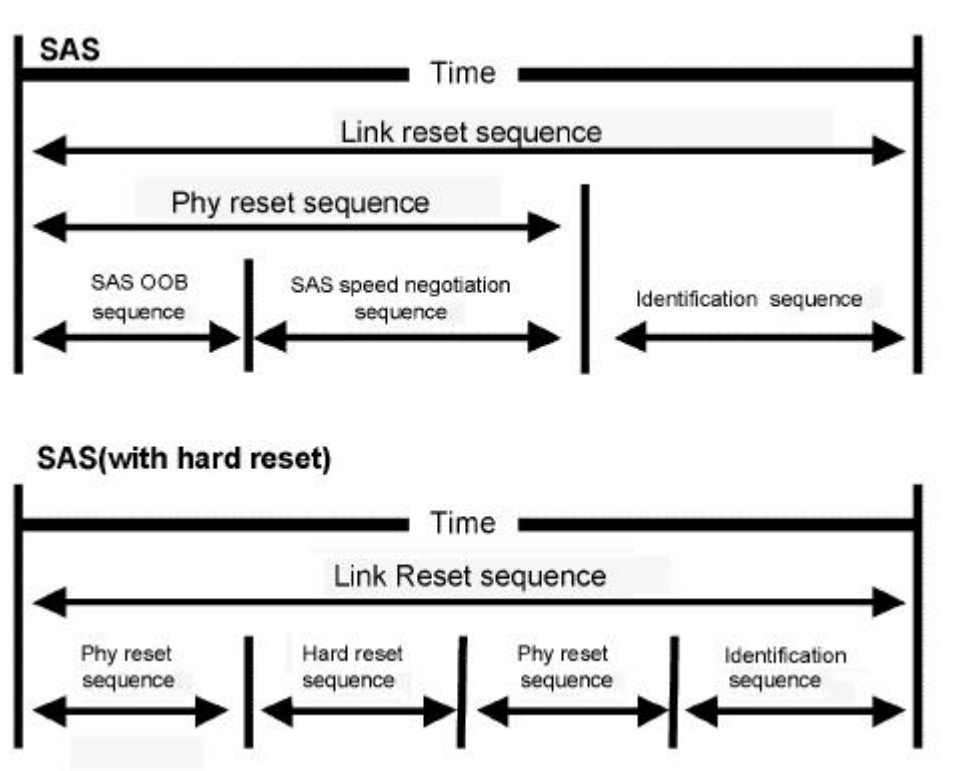 SAS
Time
Link reset sequence
Phy reset sequence
SAS OOB
sequence
SAS speed negotiation
sequence
Identification sequence
SAS(with hard reset)
Time
Link Reset sequence
Phy reset
sequence
Hard reset
sequence
Phy reset
sequence
Identification
sequence